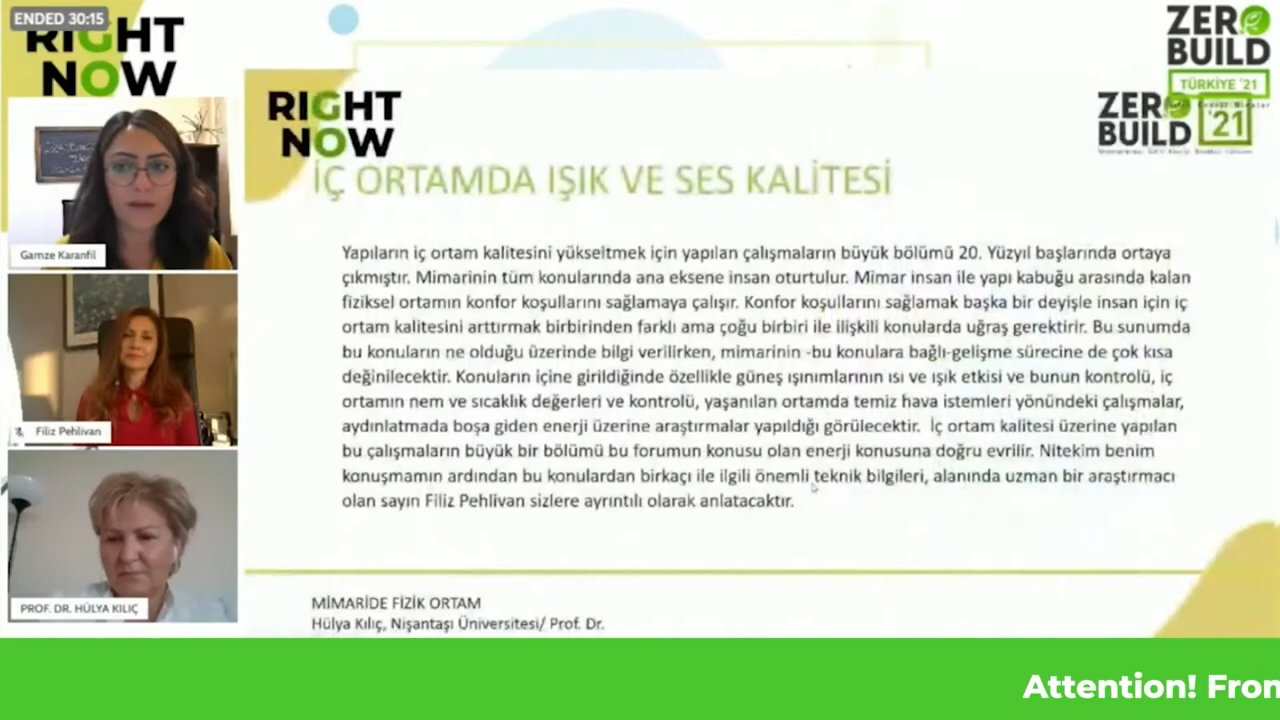 ENDED 30:15
RIGHT
NOW
ZERO
BUILD
TÜRKİYE '21
RIGHT
NOW
ZERO
BUILD '21
İÇ ORTAMDA IŞIK VE SES KALİTESİ
Gamze Karanfil
Filiz Pehlivan
PROF. DR. HÜLYA KILIÇ
Yapıların iç ortam kalitesini yükseltmek için yapılan çalışmaların büyük bölümü 20. Yüzyıl başlarında ortaya
çıkmıştır. Mimarinin tüm konularında ana eksene insan oturtulur. Mimar insan ile yapı kabuğu arasında kalan
fiziksel ortamın konfor koşullarını sağlamaya çalışır. Konfor koşullarını sağlamak başka bir deyişle insan için iç
ortam kalitesini arttırmak birbirinden farklı ama çoğu birbiri ile ilişkili konularda uğraş gerektirir. Bu sunumda
bu konuların ne olduğu üzerinde bilgi verilirken, mimarinin -bu konulara bağlı-gelişme sürecine de çok kısa
değinilecektir. Konuların içine girildiğinde özellikle güneş ışınımlarının ısı ve ışık etkisi ve bunun kontrolü, iç
ortamın nem ve sıcaklık değerleri ve kontrolü, yaşanılan ortamda temiz hava istemleri yönündeki çalışmalar,
aydınlatmada boşa giden enerji üzerine araştırmalar yapıldığı görülecektir. İç ortam kalitesi üzerine yapılan
bu çalışmaların büyük bir bölümü bu forumun konusu olan enerji konusuna doğru evrilir. Nitekim benim
konuşmamın ardından bu konulardan birkaçı ile ilgili önemli teknik bilgileri, alanında uzman bir araştırmacı
olan sayın Filiz Pehlivan sizlere ayrıntılı olarak anlatacaktır.
MİMARİDE FİZİK ORTAM
Hülya Kılıç, Nişantaşı Üniversitesi/ Prof. Dr.
Attention! From